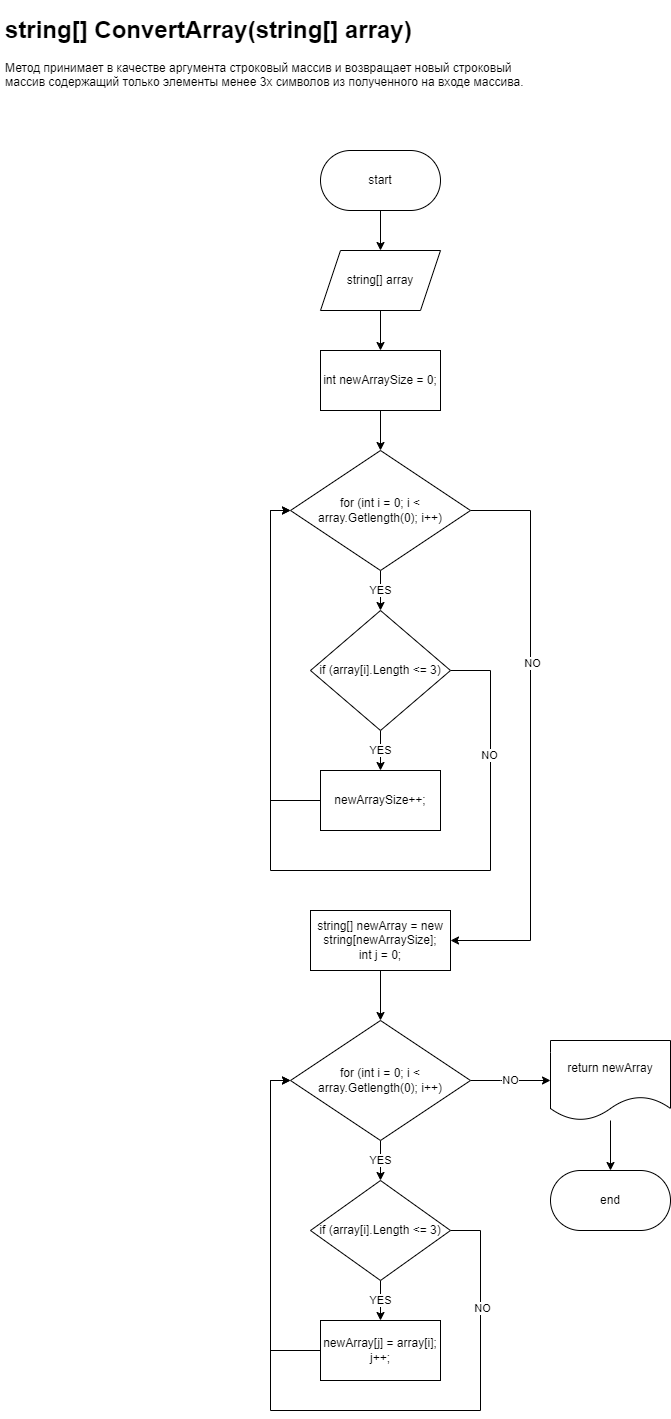 string[] ConvertArray(string[] array)
Метод принимает в качестве аргумента строковый массив и возвращает новый строковый
массив содержащий только элементы менее 3х символов из полученного на входе массива.
start
string[] array
int newArraySize = 0;
for (int i = 0; i <
array.Getlength(0); i++)
YES
if (array[i].Length <= 3)
NO
YES
NO
newArraySize++;
string[] newArray = new
string[newArraySize];
int j = 0;
for (int i = 0; i <
array.Getlength(0); i++)
NO
return newArray
YES
end
if (array[i].Length <= 3)
YES
NO
newArray[j] = array[i];
j++;